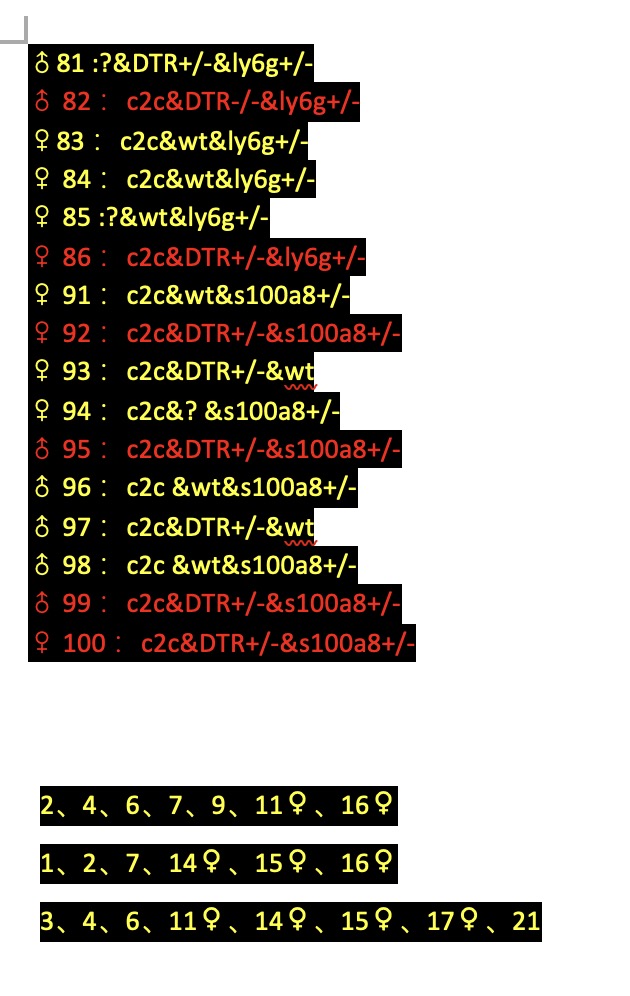 ♂ 81 :?&DTR+/-&ly6g+/-
♂ 82： c2c&DTR-/-&ly6g+/-
♀ 83： c2c&wt&ly6g+/-
♀ 84： c2c&wt&ly6g+/-
♀ 85 :?&wt&ly6g+/-
♀ 86： c2c&DTR+/-&ly6g+/-
♀ 91： c2c&wt&s100a8+/-
♀ 92： c2c&DTR+/-&s100a8+/-
♀ 93： c2c&DTR+/-&wt
♀ 94： c2c&? &s100a8+/-
♂ 95： c2c&DTR+/-&s100a8+/-
♂ 96： c2c &wt&s100a8+/-
♂ 97： c2c&DTR+/-&wt
♂ 98： c2c &wt&s100a8+/-
♂ 99： c2c&DTR+/-&s100a8+/-
♀ 100： c2c&DTR+/-&s100a8+/-
2、4、6、7、9、11♀、16♀
1、2、7、14♀、15♀、16♀
3、4、6、11♀、14♀、15♀、17♀、21